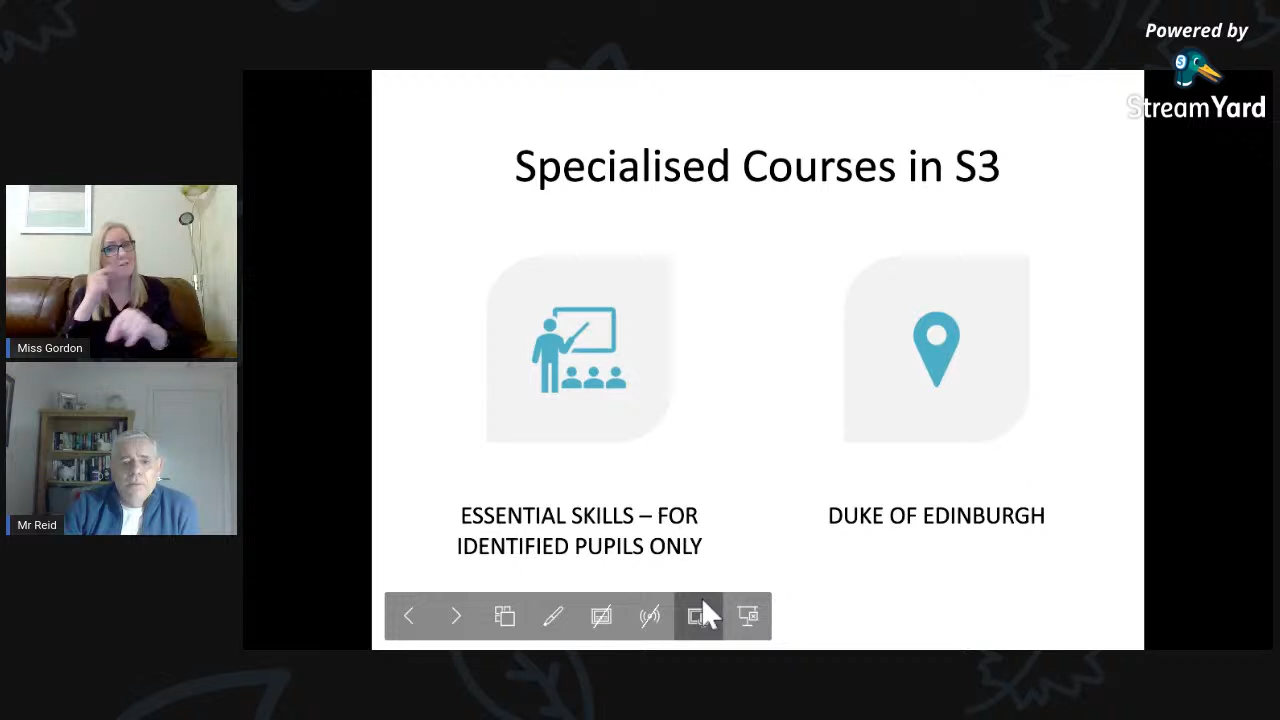 Powered by
StreamYard
Specialised Courses in S3
ESSENTIAL SKILLS – FOR
IDENTIFIED PUPILS ONLY
DUKE OF EDINBURGH
Miss Gordon
Mr Reid